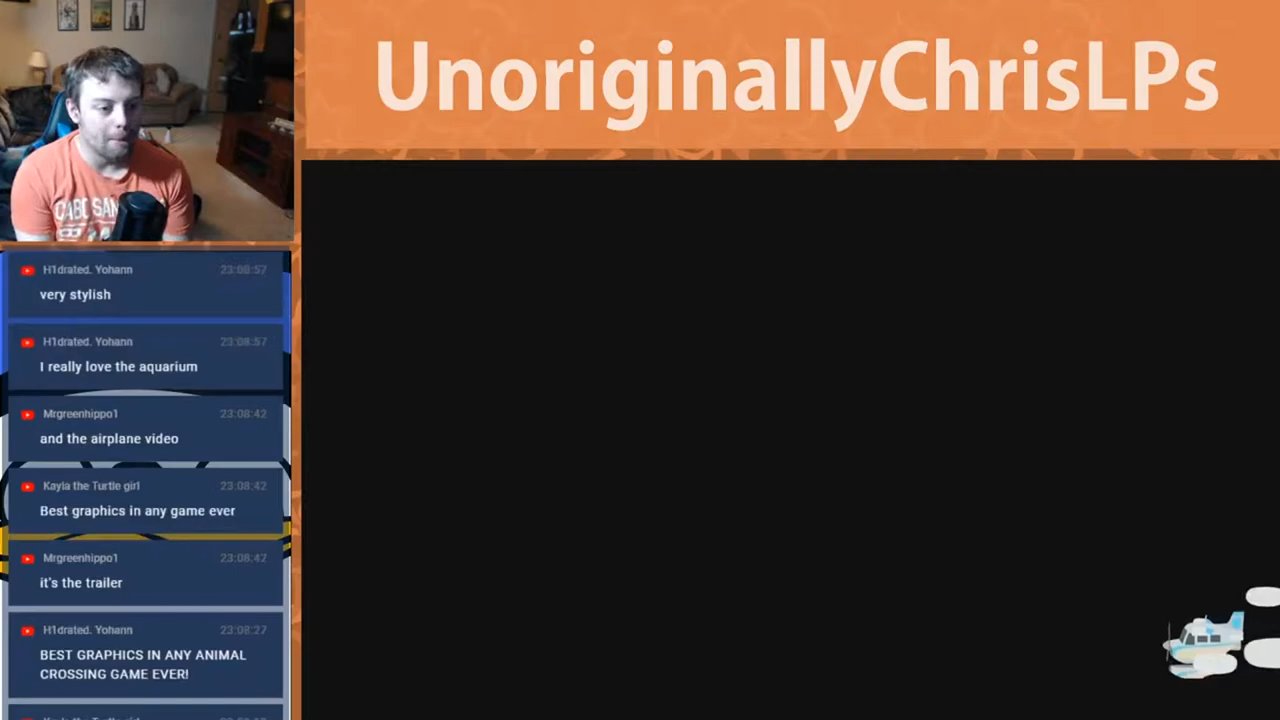 UnoriginallyChrisLPs
CABO SAN
H1drated. Yohann 23:08:57
very stylish
H1drated. Yohann 23:08:57
I really love the aquarium
Mrgreenhippo1 23:08:42
and the airplane video
Kayla the Turtle girl 23:08:42
Best graphics in any game ever
Mrgreenhippo1 23:08:42
it's the trailer
H1drated. Yohann 23:08:27
BEST GRAPHICS IN ANY ANIMAL
CROSSING GAME EVER!